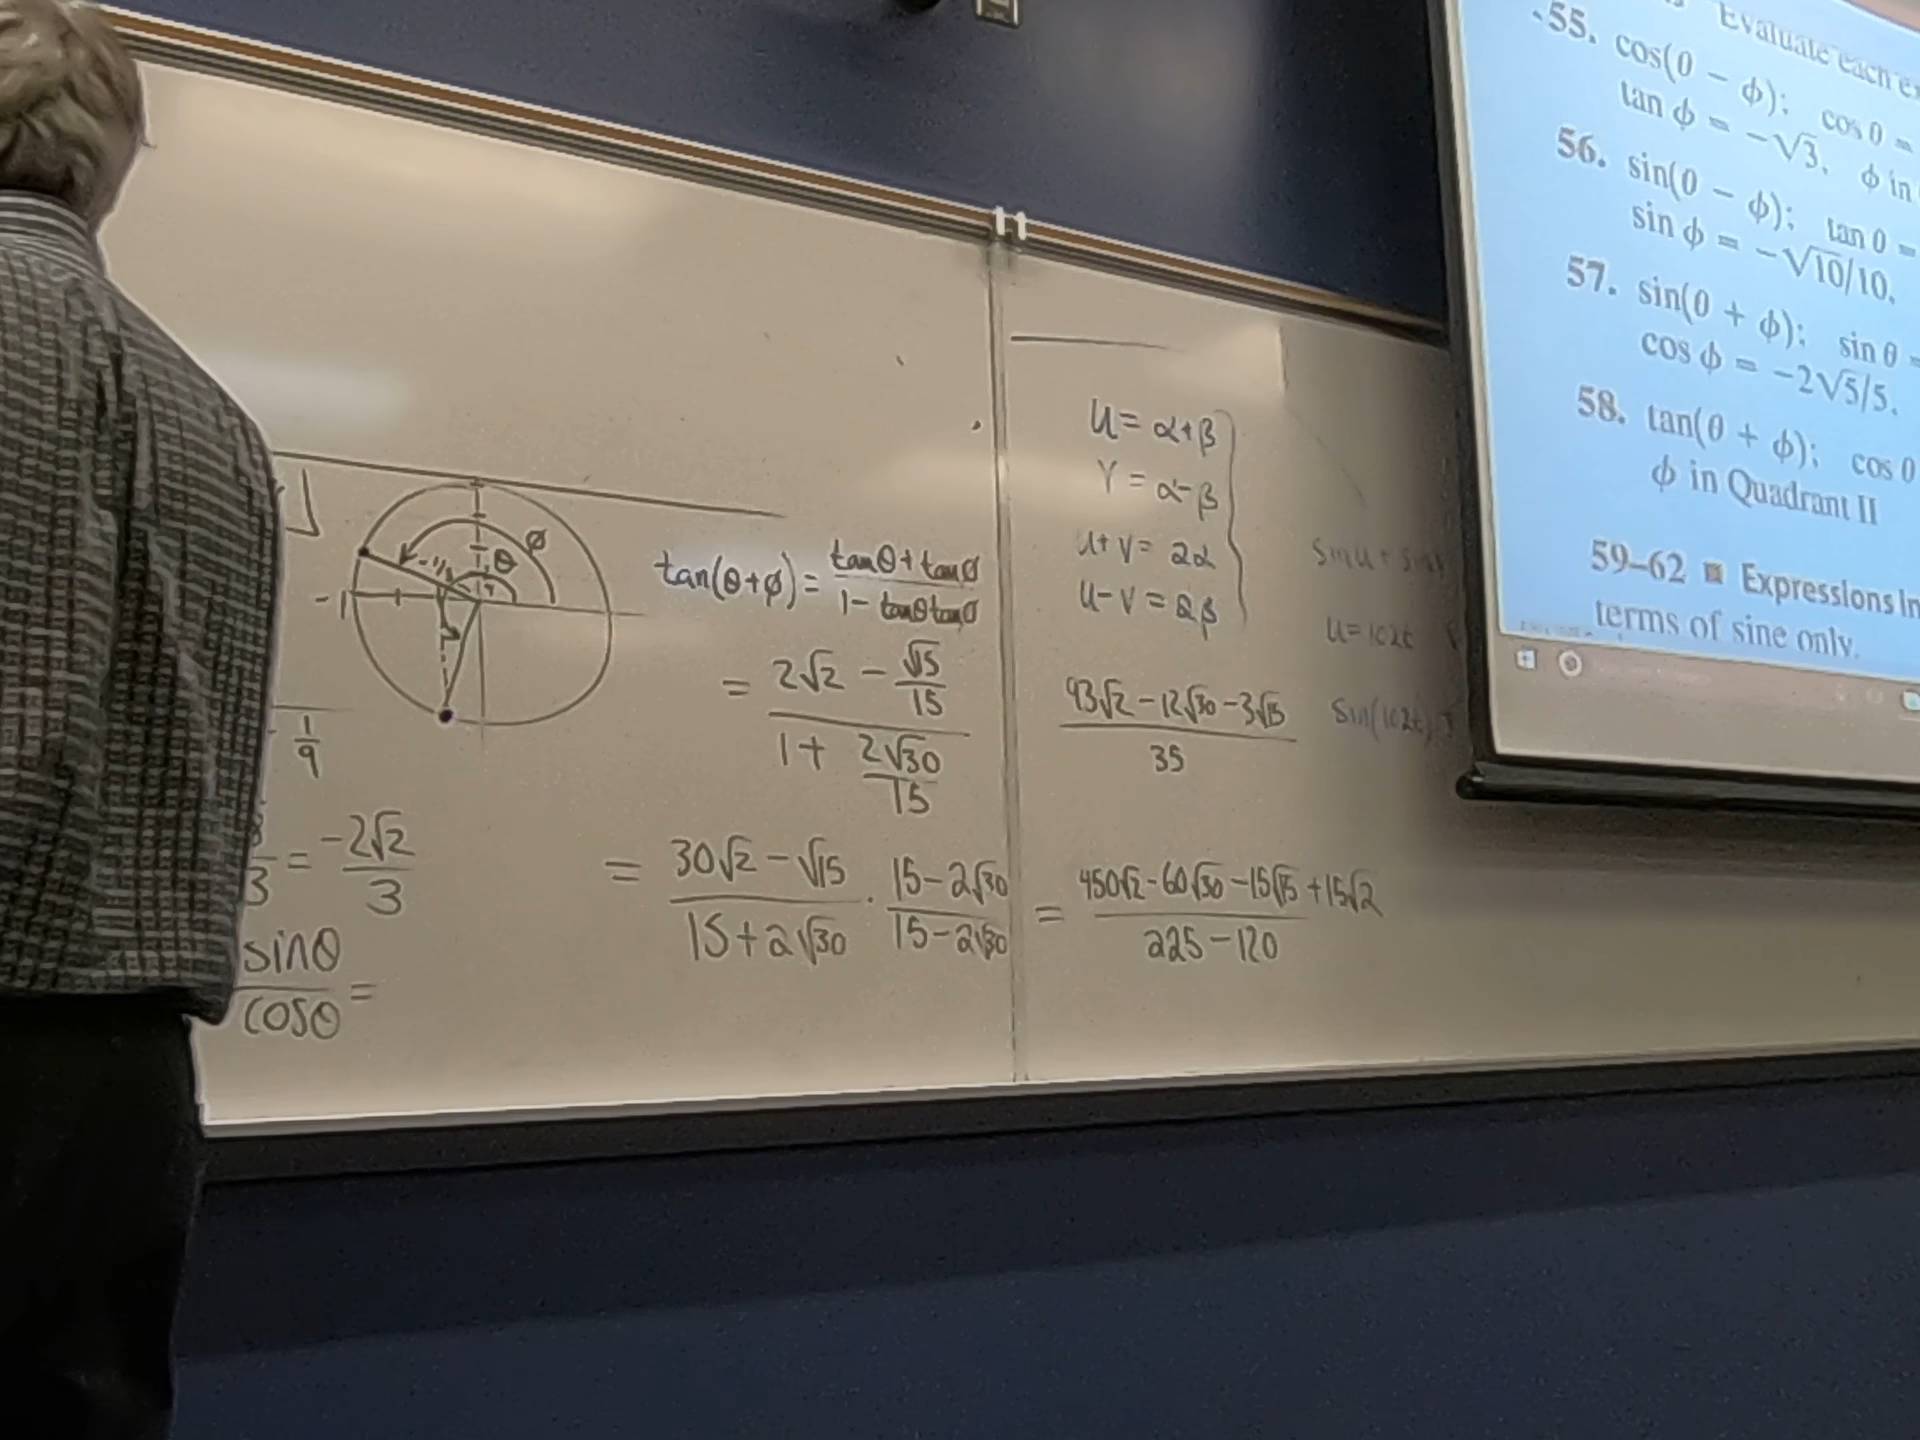 θ φ
-1/3
-1
1/9
3 = -2√2/3
sinθ/cosθ =
tan(θ+φ) = (tanθ + tanφ)/(1 - tanθ tanφ)
= (2√2 - √15/15)/(1 + 2√30/15)
= (30√2 - √15)/(15 + 2√30) · (15 - 2√30)/(15 - 2√30) = (450√2 - 60√30 - 15√15 + 15√2)/(225 - 120)
u = α+β
v = α-β
u+v = 2α
u-v = 2β
(93√2 - 12√30 - 3√15)/35
sin u +
u=102t
sin(102t)
Evaluate each
55. cos(θ - φ); cos θ =
tan φ = -√3, φ in
56. sin(θ - φ); tan θ =
sin φ = -√10/10,
57. sin(θ + φ); sin θ =
cos φ = -2√5/5,
58. tan(θ + φ); cos θ
φ in Quadrant II
59–62 ■ Expressions in
terms of sine only.